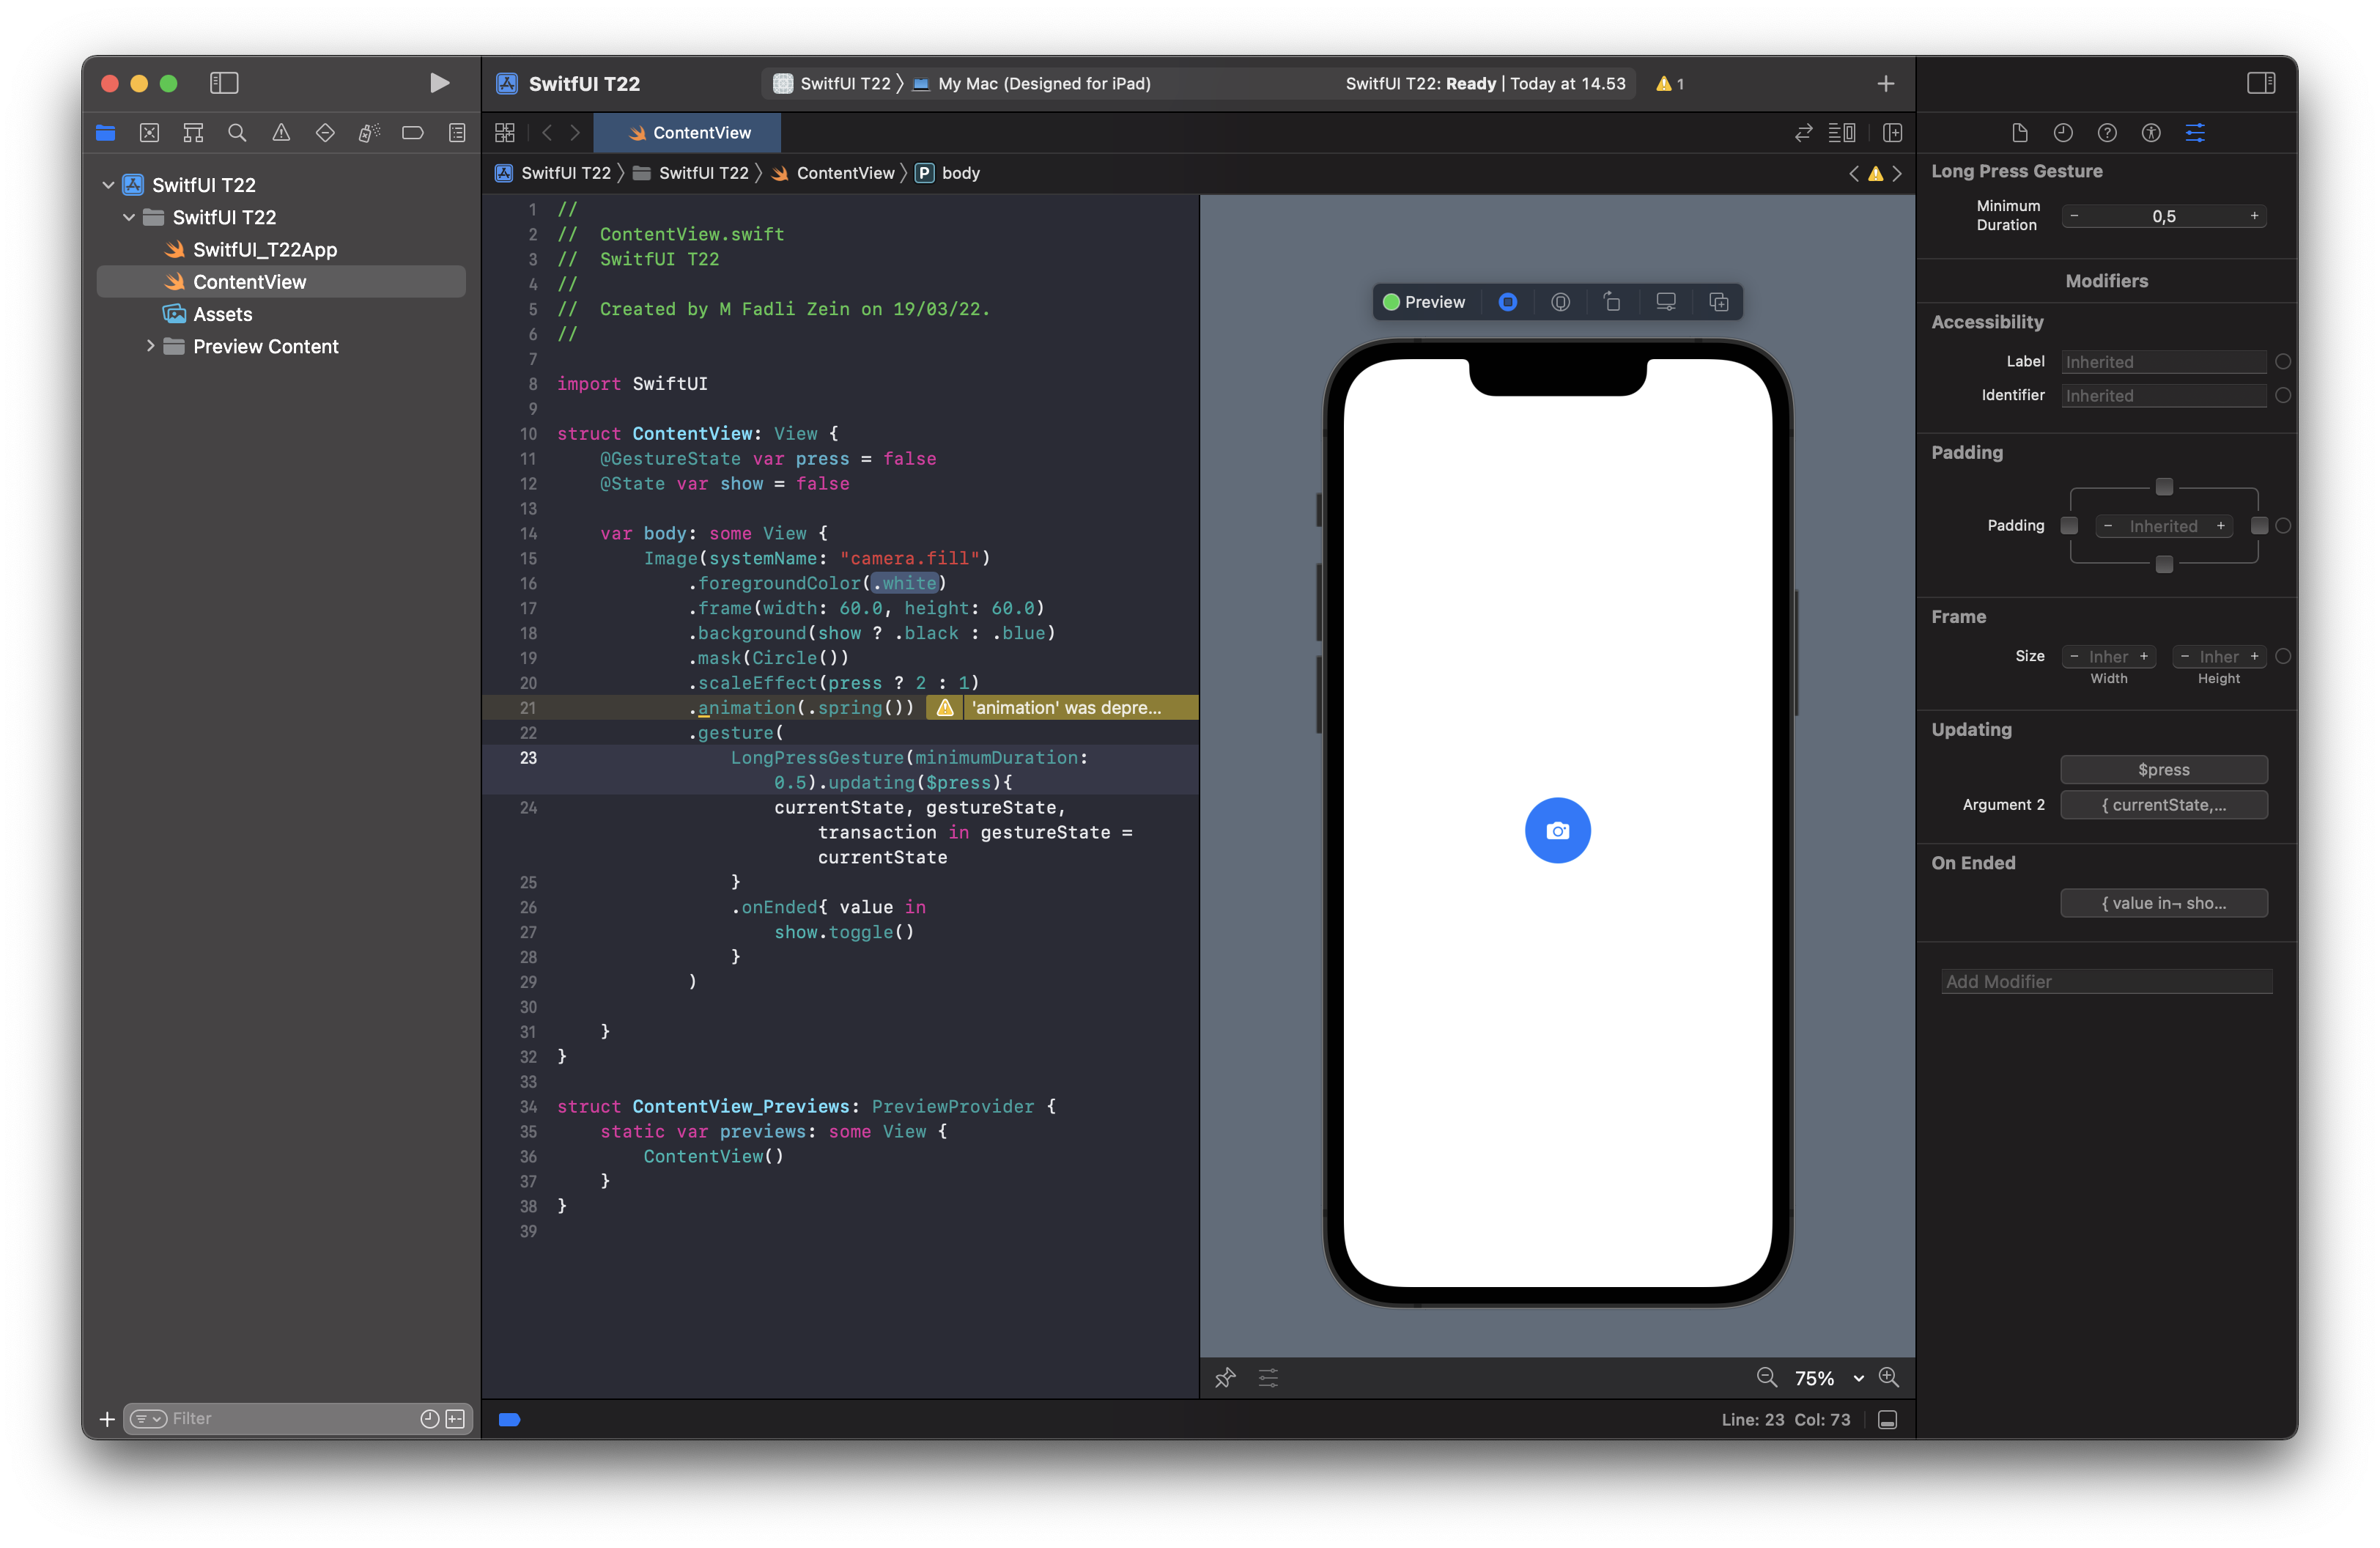 SwitfUI T22
SwitfUI T22 〉 My Mac (Designed for iPad)
SwitfUI T22: Ready | Today at 14.53
1
SwitfUI T22
SwitfUI T22
SwitfUI_T22App
ContentView
Assets
Preview Content
Filter
ContentView
SwitfUI T22 〉 SwitfUI T22 〉 ContentView 〉 P body
1 //
2 //  ContentView.swift
3 //  SwitfUI T22
4 //
5 //  Created by M Fadli Zein on 19/03/22.
6 //
7
8 import SwiftUI
9
10 struct ContentView: View {
11     @GestureState var press = false
12     @State var show = false
13
14     var body: some View {
15         Image(systemName: "camera.fill")
16             .foregroundColor(.white)
17             .frame(width: 60.0, height: 60.0)
18             .background(show ? .black : .blue)
19             .mask(Circle())
20             .scaleEffect(press ? 2 : 1)
21             .animation(.spring()) 'animation' was depre...
22             .gesture(
23                 LongPressGesture(minimumDuration:
0.5).updating($press){
24                     currentState, gestureState,
transaction in gestureState =
currentState
25                 }
26                 .onEnded{ value in
27                     show.toggle()
28                 }
29             )
30
31     }
32 }
33
34 struct ContentView_Previews: PreviewProvider {
35     static var previews: some View {
36         ContentView()
37     }
38 }
39
Preview
75%
Line: 23 Col: 73
Long Press Gesture
Minimum
Duration
- 0,5 +
Modifiers
Accessibility
Label Inherited
Identifier Inherited
Padding
Padding - Inherited +
Frame
Size - Inher + - Inher +
Width Height
Updating
$press
Argument 2 { currentState,...
On Ended
{ value in¬ sho...
Add Modifier